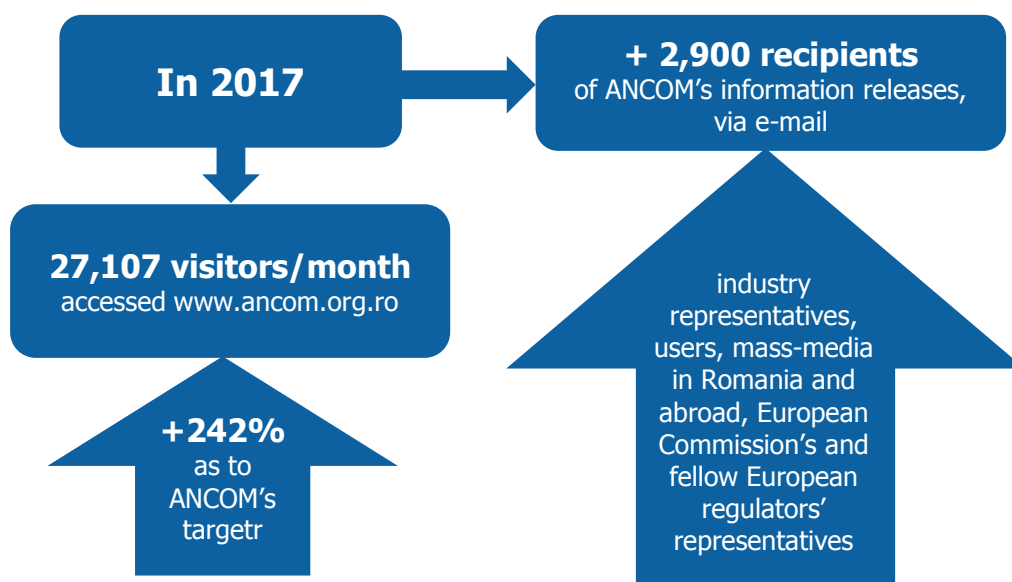 In 2017
+ 2,900 recipients
of ANCOM's information releases,
via e-mail
27,107 visitors/month
accessed www.ancom.org.ro
+242%
as to
ANCOM's
targetr
industry
representatives,
users, mass-media
in Romania and
abroad, European
Commission's and
fellow European
regulators'
representatives